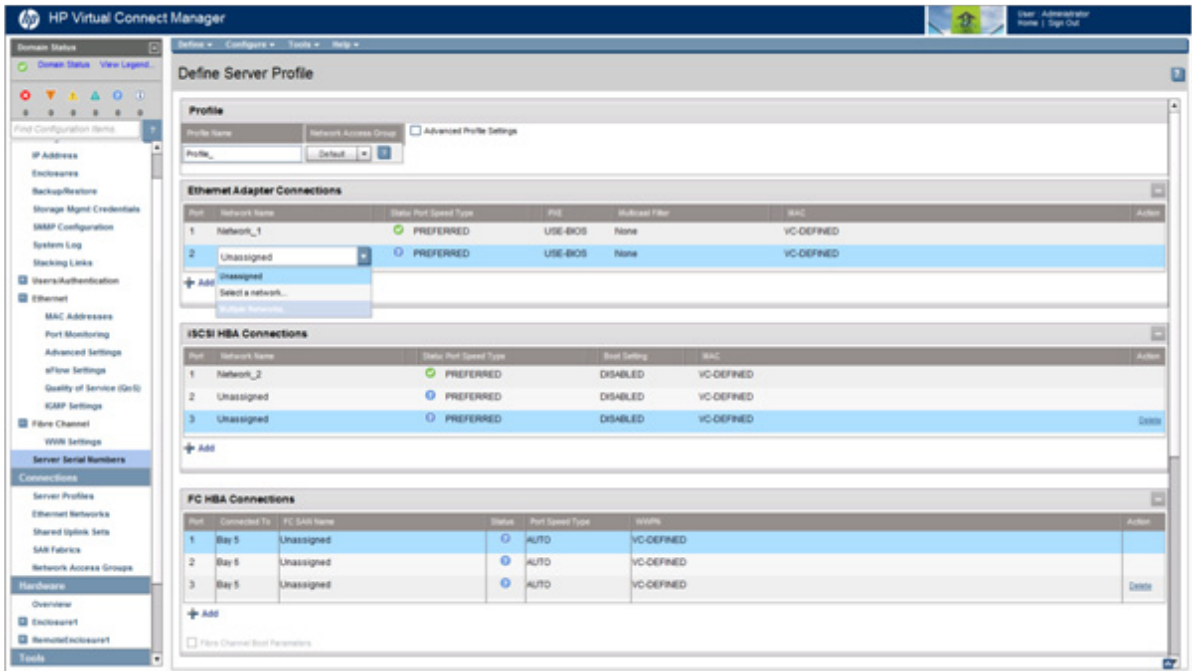 HP Virtual Connect Manager
User : Administrator
Home | Sign Out
Domain Status
Domain Status View Legend...
0 0 0 0 0 0
Find Configuration Items
IP Address
Enclosures
Backup/Restore
Storage Mgmt Credentials
SNMP Configuration
System Log
Stacking Links
Users/Authentication
Ethernet
MAC Addresses
Port Monitoring
Advanced Settings
sFlow Settings
Quality of Service (QoS)
IGMP Settings
Fibre Channel
WWN Settings
Server Serial Numbers
Connections
Server Profiles
Ethernet Networks
Shared Uplink Sets
SAN Fabrics
Network Access Groups
Hardware
Overview
Enclosure1
RemoteEnclosure1
Tools
Define Configure Tools Help
Define Server Profile
Profile
Profile Name Network Access Group Advanced Profile Settings
Profile_ Default
Ethernet Adapter Connections
Port Network Name Status Port Speed Type PXE Multicast Filter MAC Action
1 Network_1 PREFERRED USE-BIOS None VC-DEFINED
2 Unassigned PREFERRED USE-BIOS None VC-DEFINED
Unassigned
Add
Select a network...
Multiple Networks...
iSCSI HBA Connections
Port Network Name Status Port Speed Type Boot Setting MAC Action
1 Network_2 PREFERRED DISABLED VC-DEFINED
2 Unassigned PREFERRED DISABLED VC-DEFINED
3 Unassigned PREFERRED DISABLED VC-DEFINED Delete
Add
FC HBA Connections
Port Connected To FC SAN Name Status Port Speed Type WWPN Action
1 Bay 5 Unassigned AUTO VC-DEFINED
2 Bay 6 Unassigned AUTO VC-DEFINED
3 Bay 5 Unassigned AUTO VC-DEFINED Delete
Add
Fibre Channel Boot Parameters